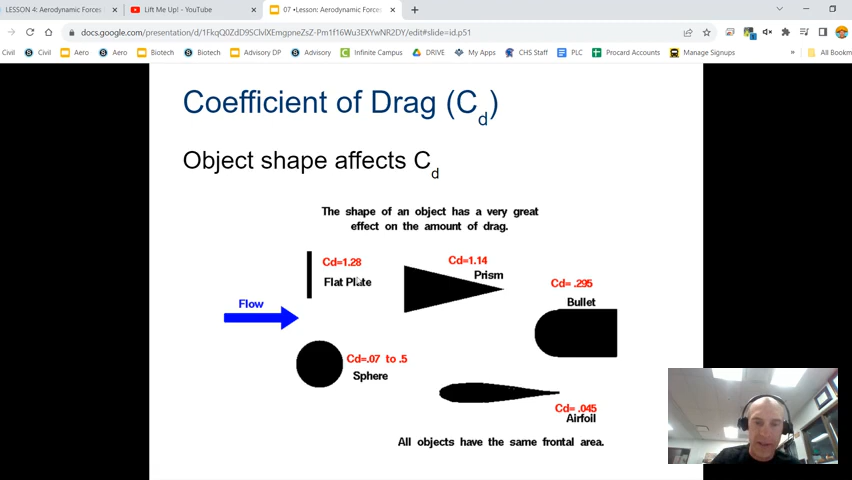 LESSON 4: Aerodynamic Forces
Lift Me Up! - YouTube
07 •Lesson: Aerodynamic Forces
docs.google.com/presentation/d/1FkqQ0ZdD9SClvlXEmgpneZsZ-Pm1f16Wu3EXYwNR2DY/edit#slide=id.p51
Civil Civil Aero Aero Biotech Biotech Advisory DP Advisory Infinite Campus DRIVE My Apps CHS Staff PLC Procard Accounts Manage Signups » All Book
Coefficient of Drag (Cd)
Object shape affects Cd
The shape of an object has a very great
effect on the amount of drag.
Cd=1.28
Flat Plate
Cd=1.14
Prism
Cd= .295
Bullet
Flow
Cd=.07 to .5
Sphere
Cd= .045
Airfoil
All objects have the same frontal area.